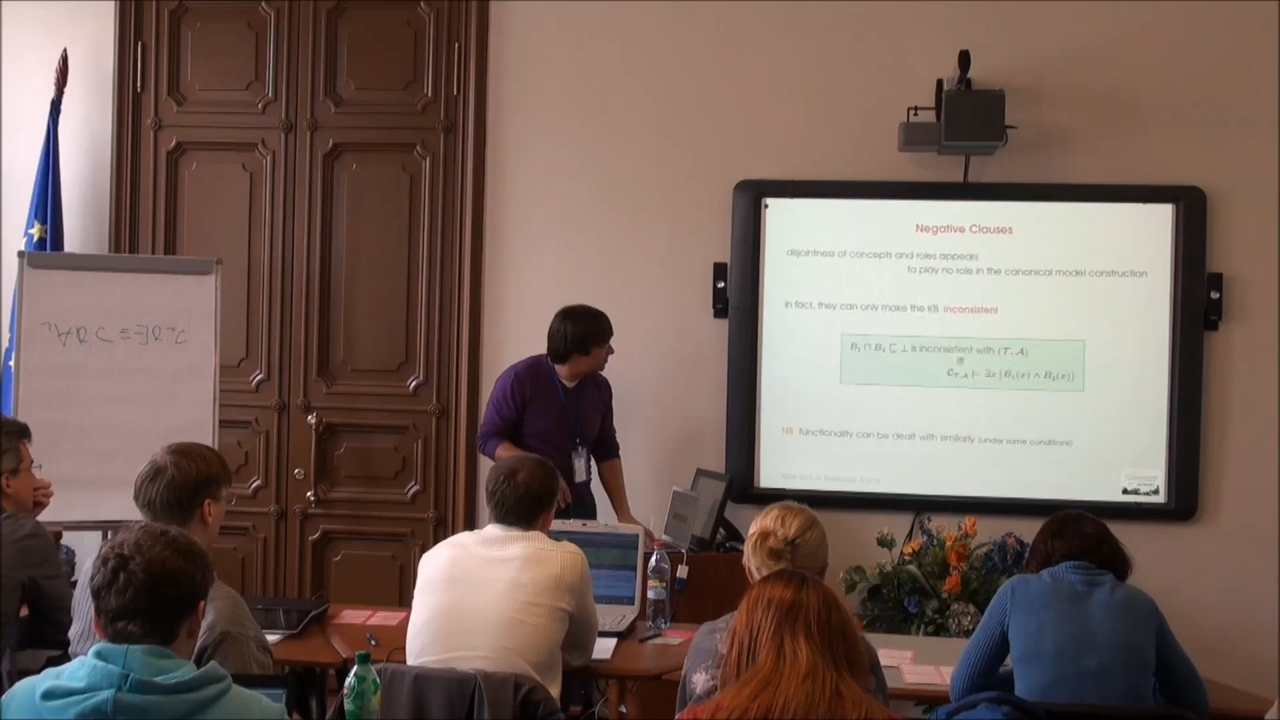 ¬∀R.C ≡ ∃R.¬C
Negative Clauses
disjointness of concepts and roles appears
to play no role in the canonical model construction
in fact, they can only make the KB inconsistent
B₁ ⊓ B₂ ⊑ ⊥ is inconsistent with (T, A)
iff
C_T,A ⊨ ∃x (B₁(x) ∧ B₂(x))
NB functionality can be dealt with similarly (under some conditions)